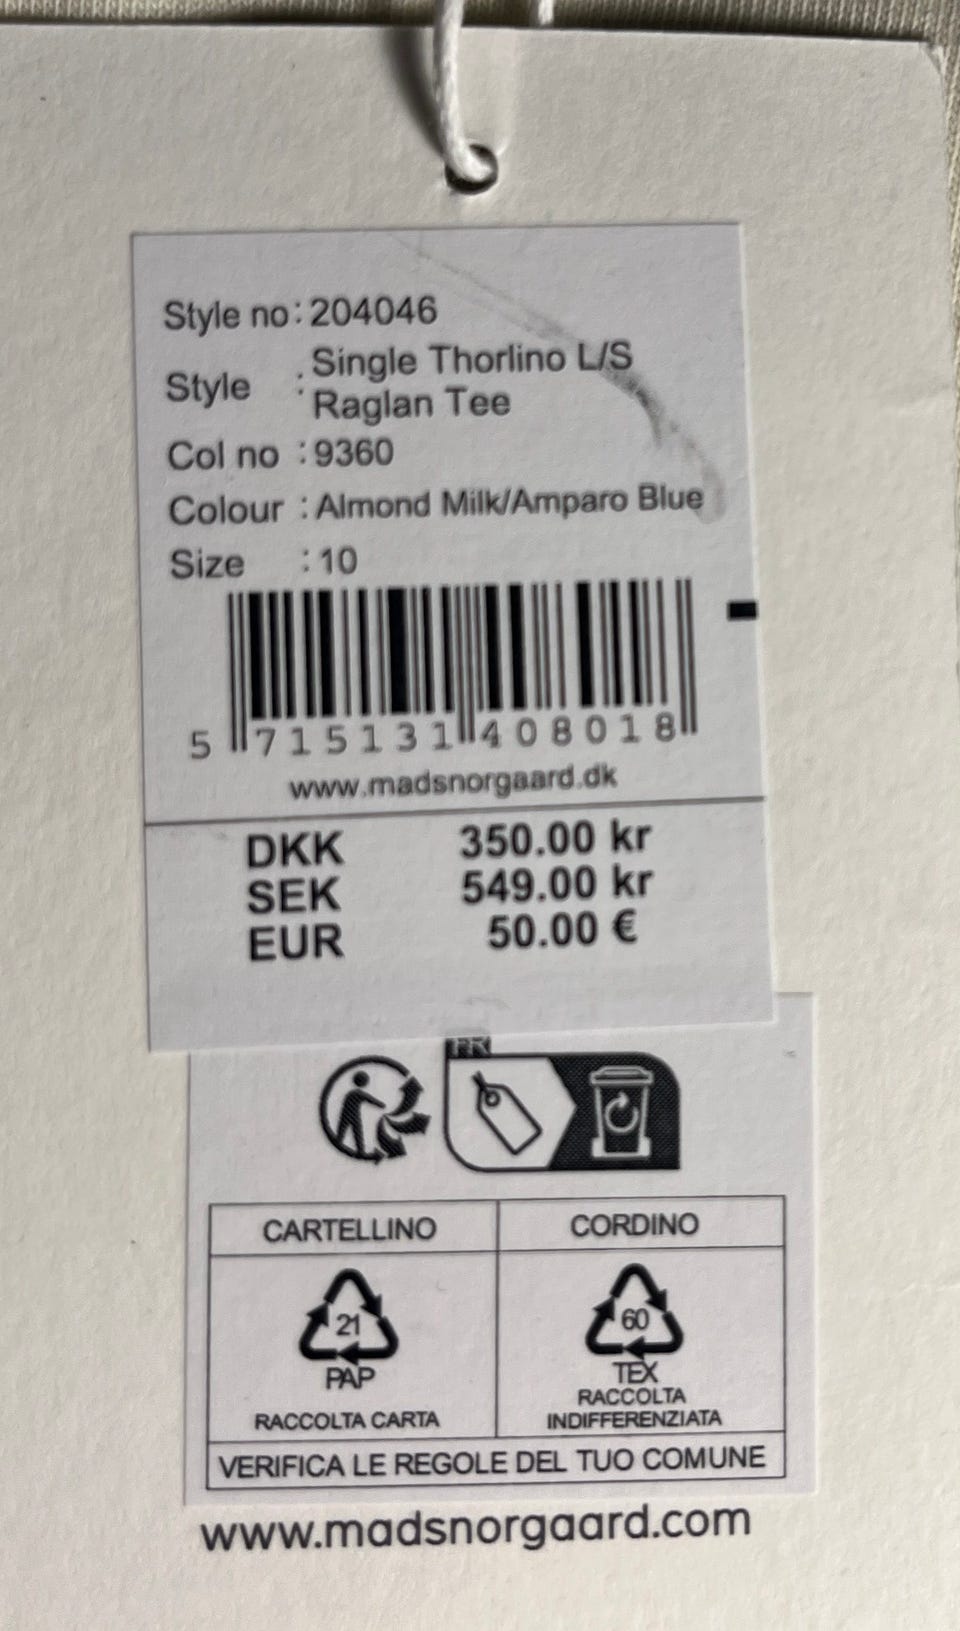 Style no: 204046
Style : Single Thorlino L/S
Raglan Tee
Col no : 9360
Colour : Almond Milk/Amparo Blue
Size : 10
5 715131 408018
www.madsnorgaard.dk
DKK 350.00 kr
SEK 549.00 kr
EUR 50.00 €
FR
CARTELLINO CORDINO
21 60
PAP TEX
RACCOLTA CARTA RACCOLTA
INDIFFERENZIATA
VERIFICA LE REGOLE DEL TUO COMUNE
www.madsnorgaard.com